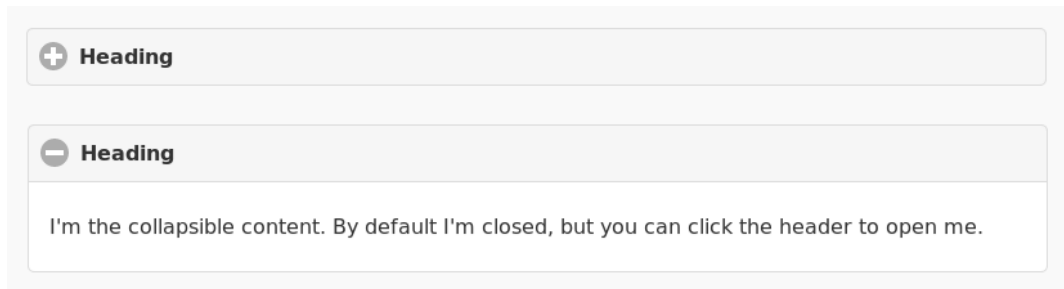 Heading
Heading
I'm the collapsible content. By default I'm closed, but you can click the header to open me.